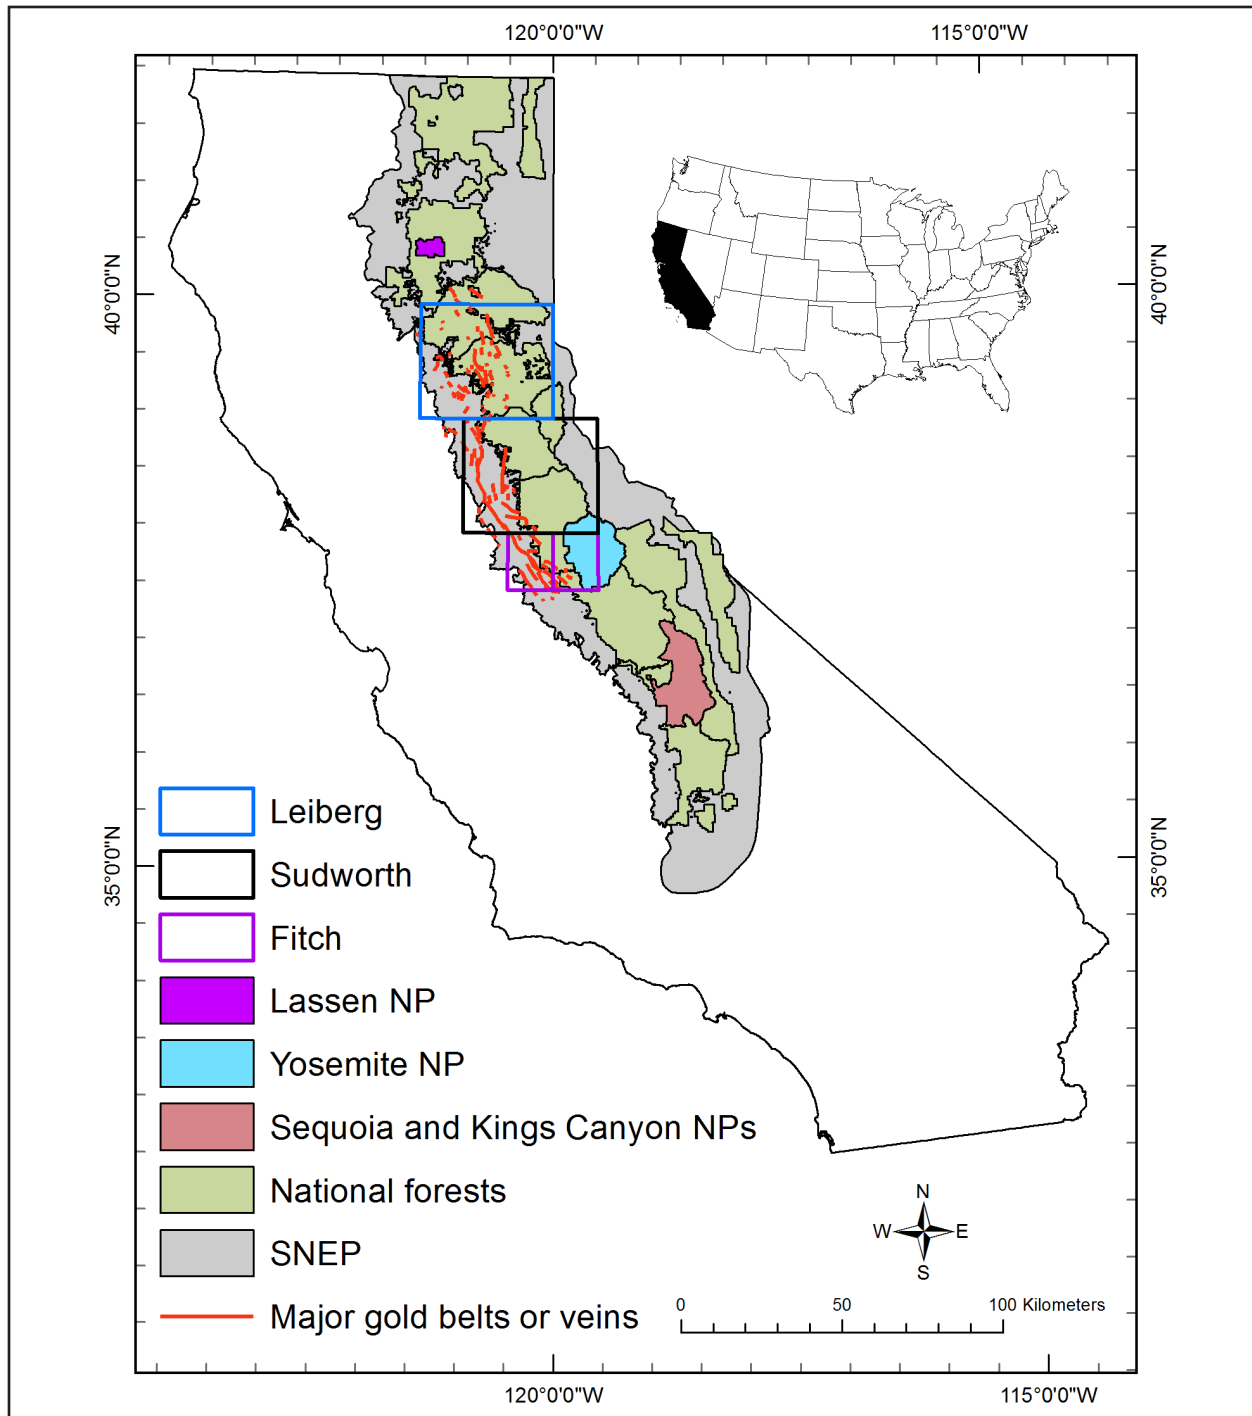 120°0'0"W 115°0'0"W
40°0'0"N
40°0'0"N
35°0'0"N
35°0'0"N
Leiberg
Sudworth
Fitch
Lassen NP
Yosemite NP
Sequoia and Kings Canyon NPs
National forests
SNEP
Major gold belts or veins
N
W E
S
0 50 100 Kilometers
120°0'0"W 115°0'0"W